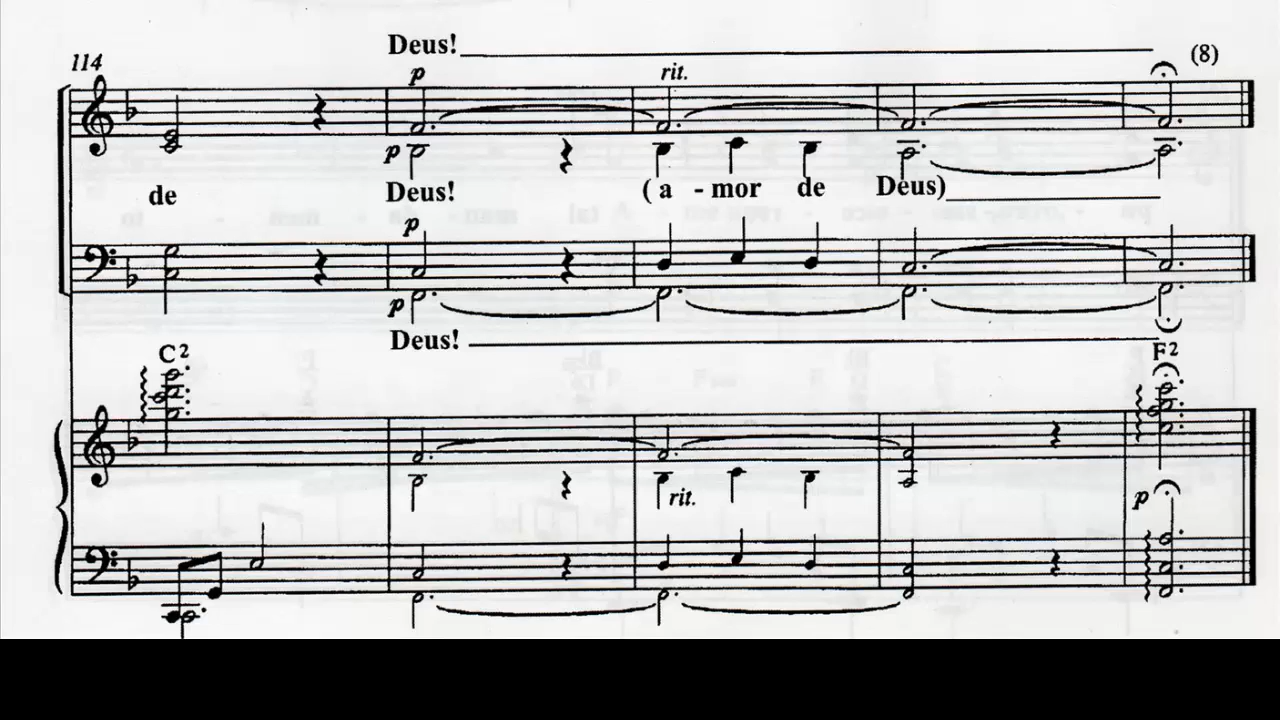 Deus!
114
(8)
p
rit.
p
de
Deus!
( a - mor de Deus)
p
p
Deus!
C2
F2
rit.
p